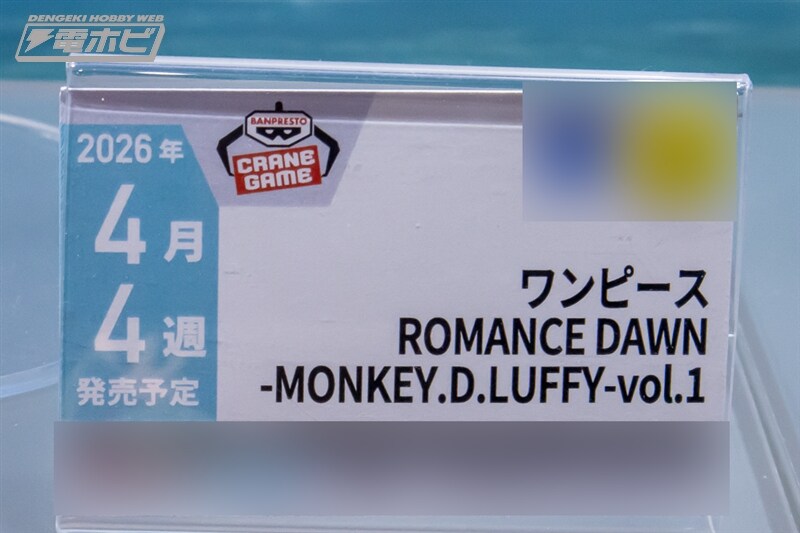 DENGEKI HOBBY WEB
電ホビ
BANPRESTO
CRANE
GAME
2026年
4月
4週
発売予定
ワンピース
ROMANCE DAWN
-MONKEY.D.LUFFY-vol.1